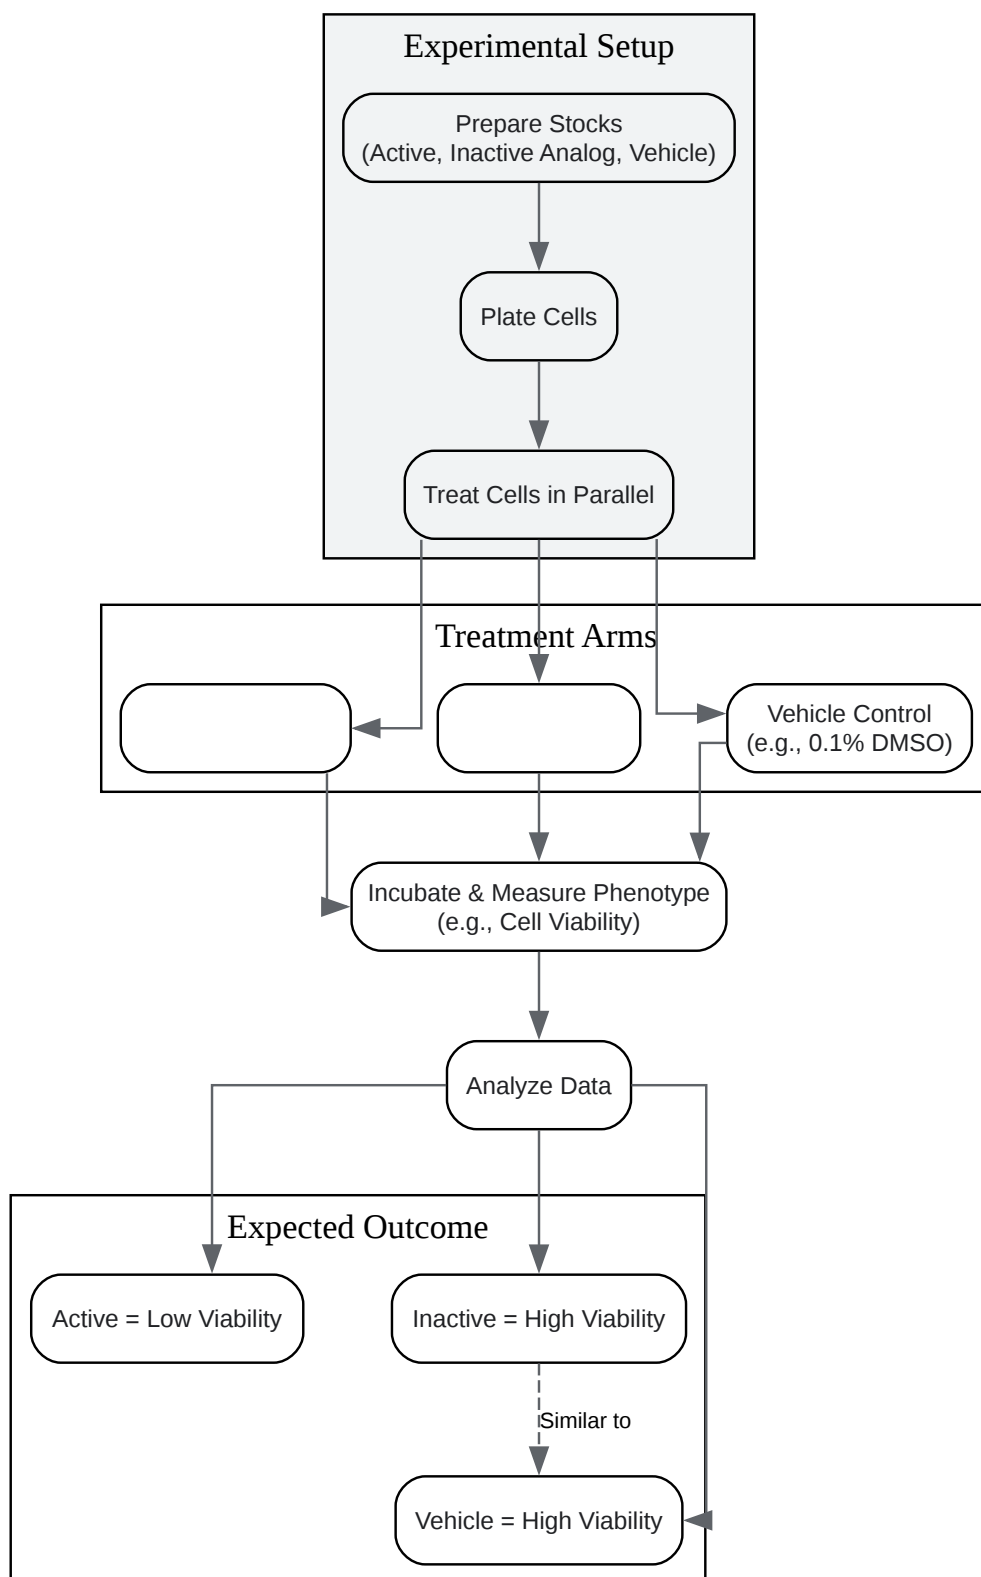 Experimental Setup
Prepare Stocks
(Active, Inactive Analog, Vehicle)
Plate Cells
Treat Cells in Parallel
Treatment Arms
Vehicle Control
(e.g., 0.1% DMSO)
Incubate & Measure Phenotype
(e.g., Cell Viability)
Analyze Data
Expected Outcome
Active = Low Viability
Inactive = High Viability
Similar to
Vehicle = High Viability